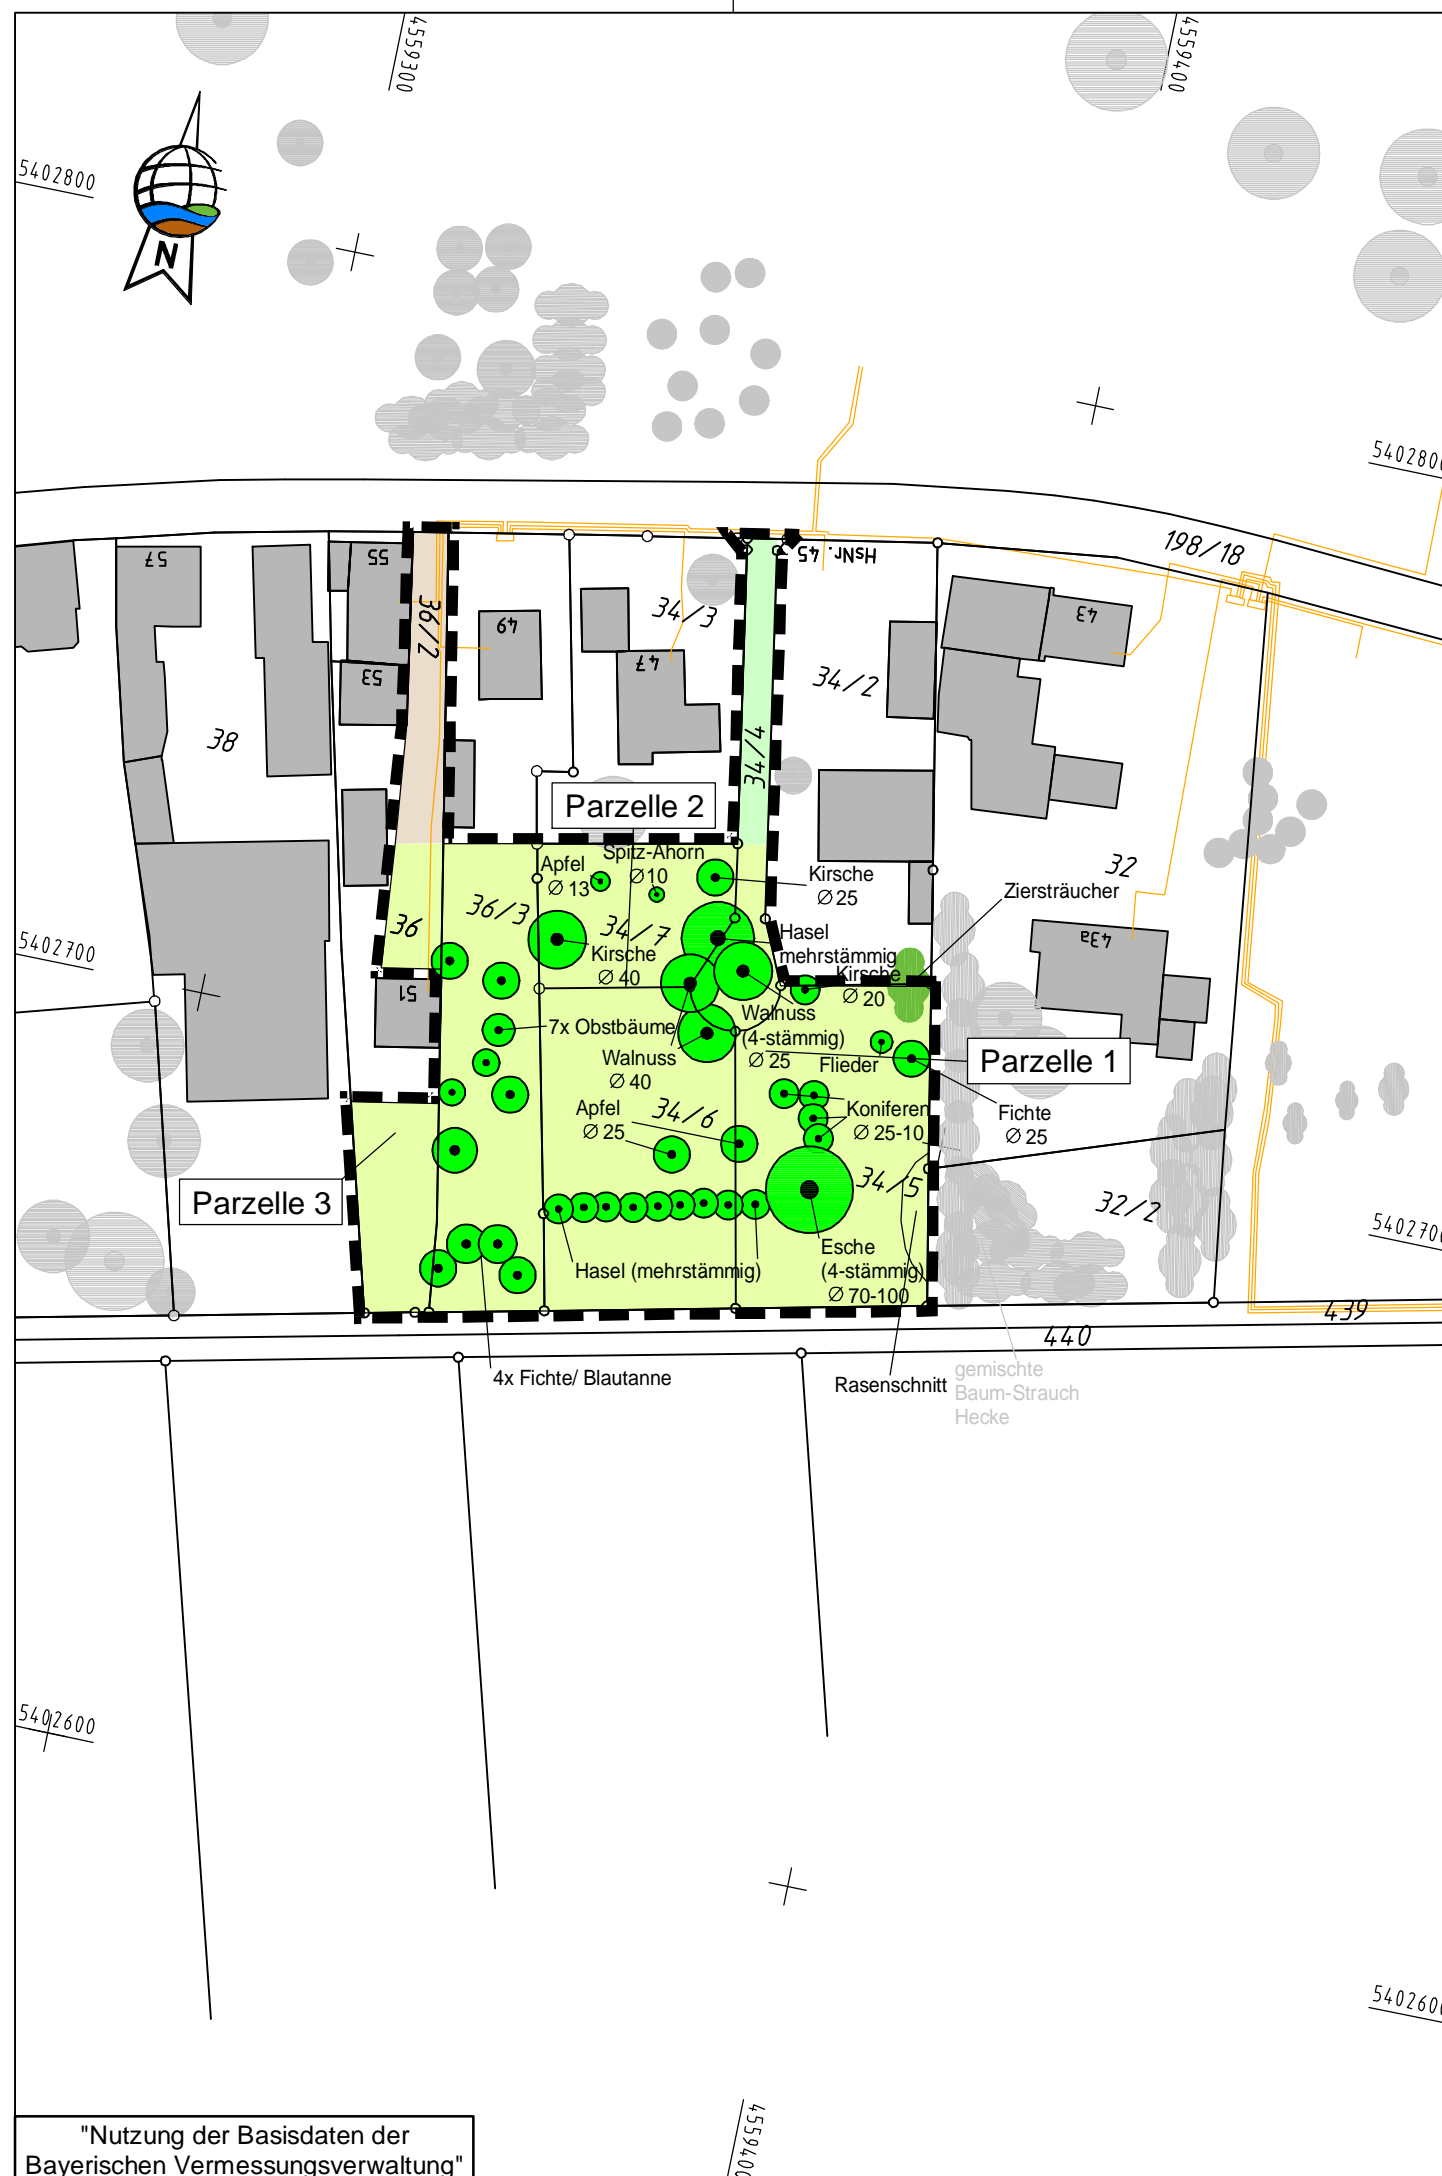 4559300
4559400
5402800
N
5402800
198/18
57
55
HsNr. 45
36/2
49
34/3
43
47
53
34/2
38
34/4
Parzelle 2
Spitz-Ahorn
Ø 10
Apfel
Ø 13
Kirsche
Ø 25
32
Ziersträucher
36/3
36
34/7
Hasel
mehrstämmig
43a
5402700
Kirsche
Ø 40
Kirsche
Ø 20
51
7x Obstbäume
Walnuss
(4-stämmig)
Ø 25
Walnuss
Ø 40
Flieder
Parzelle 1
Apfel
Ø 25
34/6
Koniferen
Ø 25-10
Fichte
Ø 25
34/5
Parzelle 3
32/2
5402700
Esche
(4-stämmig)
Ø 70-100
Hasel (mehrstämmig)
439
440
4x Fichte/ Blautanne
Rasenschnitt
gemischte
Baum-Strauch
Hecke
5402600
5402600
4559400
"Nutzung der Basisdaten der
Bayerischen Vermessungsverwaltung"